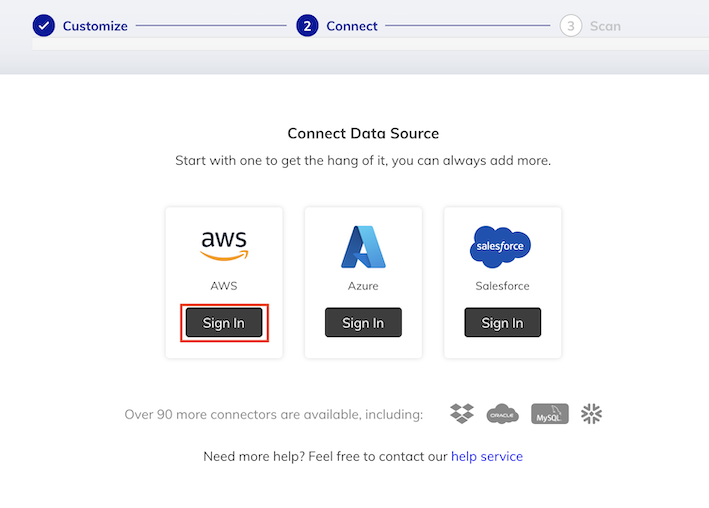 Customize
2 Connect
3 Scan
Connect Data Source
Start with one to get the hang of it, you can always add more.
aws
salesforce
AWS
Azure
Salesforce
Sign In
Sign In
Sign In
Over 90 more connectors are available, including:
ORACLE
MySQL
Need more help? Feel free to contact our help service